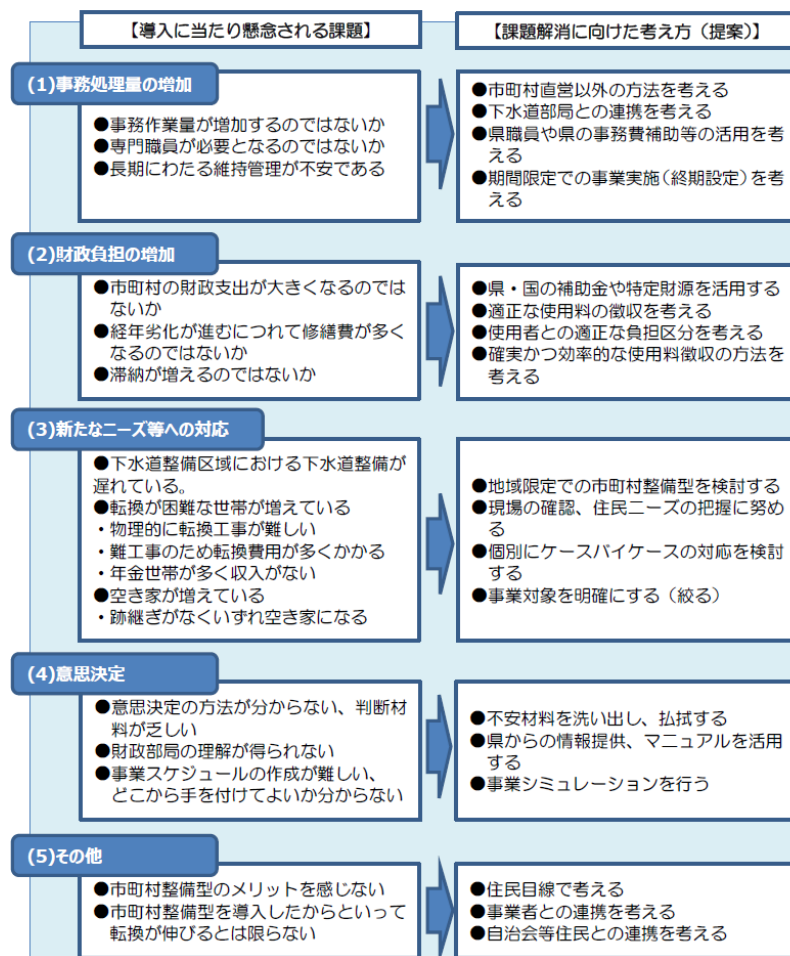 【導入に当たり懸念される課題】
【課題解消に向けた考え方（提案）】
(1)事務処理量の増加
●事務作業量が増加するのではないか
●専門職員が必要となるのではないか
●長期にわたる維持管理が不安である
●市町村直営以外の方法を考える
●下水道部局との連携を考える
●県職員や県の事務費補助等の活用を考
える
●期間限定での事業実施（終期設定）を考
える
(2)財政負担の増加
●市町村の財政支出が大きくなるのでは
ないか
●経年劣化が進むにつれて修繕費が多く
なるのではないか
●滞納が増えるのではないか
●県・国の補助金や特定財源を活用する
●適正な使用料の徴収を考える
●使用者との適正な負担区分を考える
●確実かつ効率的な使用料徴収の方法を
考える
(3)新たなニーズ等への対応
●下水道整備区域における下水道整備が
遅れている。
●転換が困難な世帯が増えている
・物理的に転換工事が難しい
・難工事のため転換費用が多くかかる
・年金世帯が多く収入がない
●空き家が増えている
・跡継ぎがなくいずれ空き家になる
●地域限定での市町村整備型を検討する
●現場の確認、住民ニーズの把握に努め
る
●個別にケースバイケースの対応を検討
する
●事業対象を明確にする（絞る）
(4)意思決定
●意思決定の方法が分からない、判断材
料が乏しい
●財政部局の理解が得られない
●事業スケジュールの作成が難しい、
どこから手を付けてよいか分からない
●不安材料を洗い出し、払拭する
●県からの情報提供、マニュアルを活用
する
●事業シミュレーションを行う
(5)その他
●市町村整備型のメリットを感じない
●市町村整備型を導入したからといって
転換が伸びるとは限らない
●住民目線で考える
●事業者との連携を考える
●自治会等住民との連携を考える